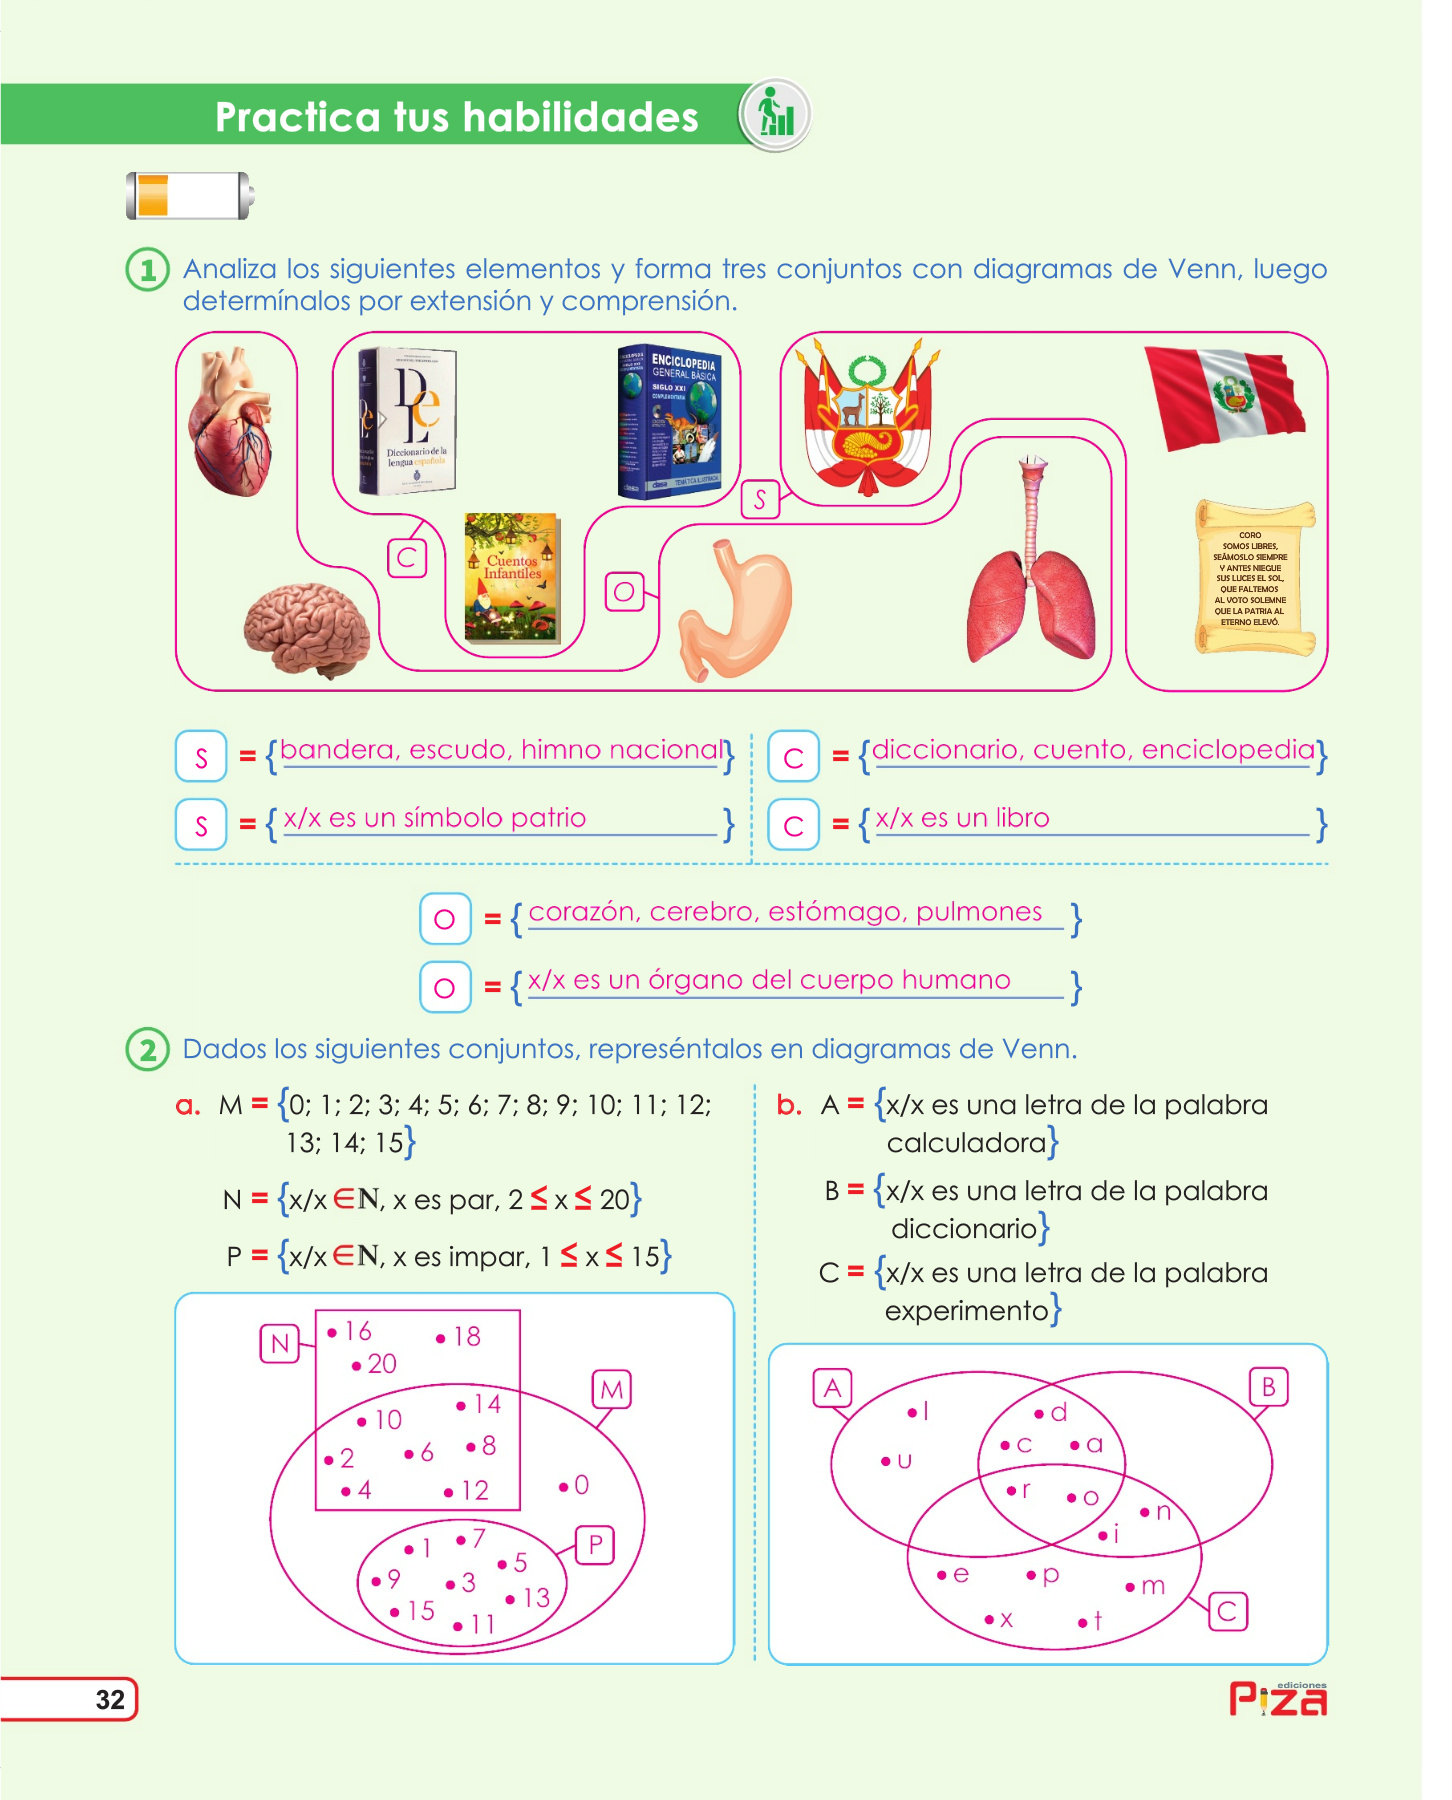 Practica tus habilidades
1 Analiza los siguientes elementos y forma tres conjuntos con diagramas de Venn, luego
determínalos por extensión y comprensión.
Diccionario de la
lengua española
ENCICLOPEDIA
GENERAL BÁSICA
SIGLO XXI
COMPLEMENTARIA
TEMÁTICA ILUSTRADA
S
C
Cuentos
Infantiles
O
CORO
SOMOS LIBRES,
SEÁMOSLO SIEMPRE
Y ANTES NIEGUE
SUS LUCES EL SOL,
QUE FALTEMOS
AL VOTO SOLEMNE
QUE LA PATRIA AL
ETERNO ELEVÓ.
S = {bandera, escudo, himno nacional}
C = {diccionario, cuento, enciclopedia}
S = {x/x es un símbolo patrio}
C = {x/x es un libro}
O = {corazón, cerebro, estómago, pulmones}
O = {x/x es un órgano del cuerpo humano}
2 Dados los siguientes conjuntos, represéntalos en diagramas de Venn.
a. M = {0; 1; 2; 3; 4; 5; 6; 7; 8; 9; 10; 11; 12;
13; 14; 15}
N = {x/x ∈ N, x es par, 2 ≤ x ≤ 20}
P = {x/x ∈ N, x es impar, 1 ≤ x ≤ 15}
N
16
18
20
M
14
10
2
6
8
4
12
0
P
1
7
5
9
3
13
15
11
b. A = {x/x es una letra de la palabra
calculadora}
B = {x/x es una letra de la palabra
diccionario}
C = {x/x es una letra de la palabra
experimento}
A
B
l
d
c
a
u
r
o
n
i
e
p
m
x
t
C
32
ediciones
Piza